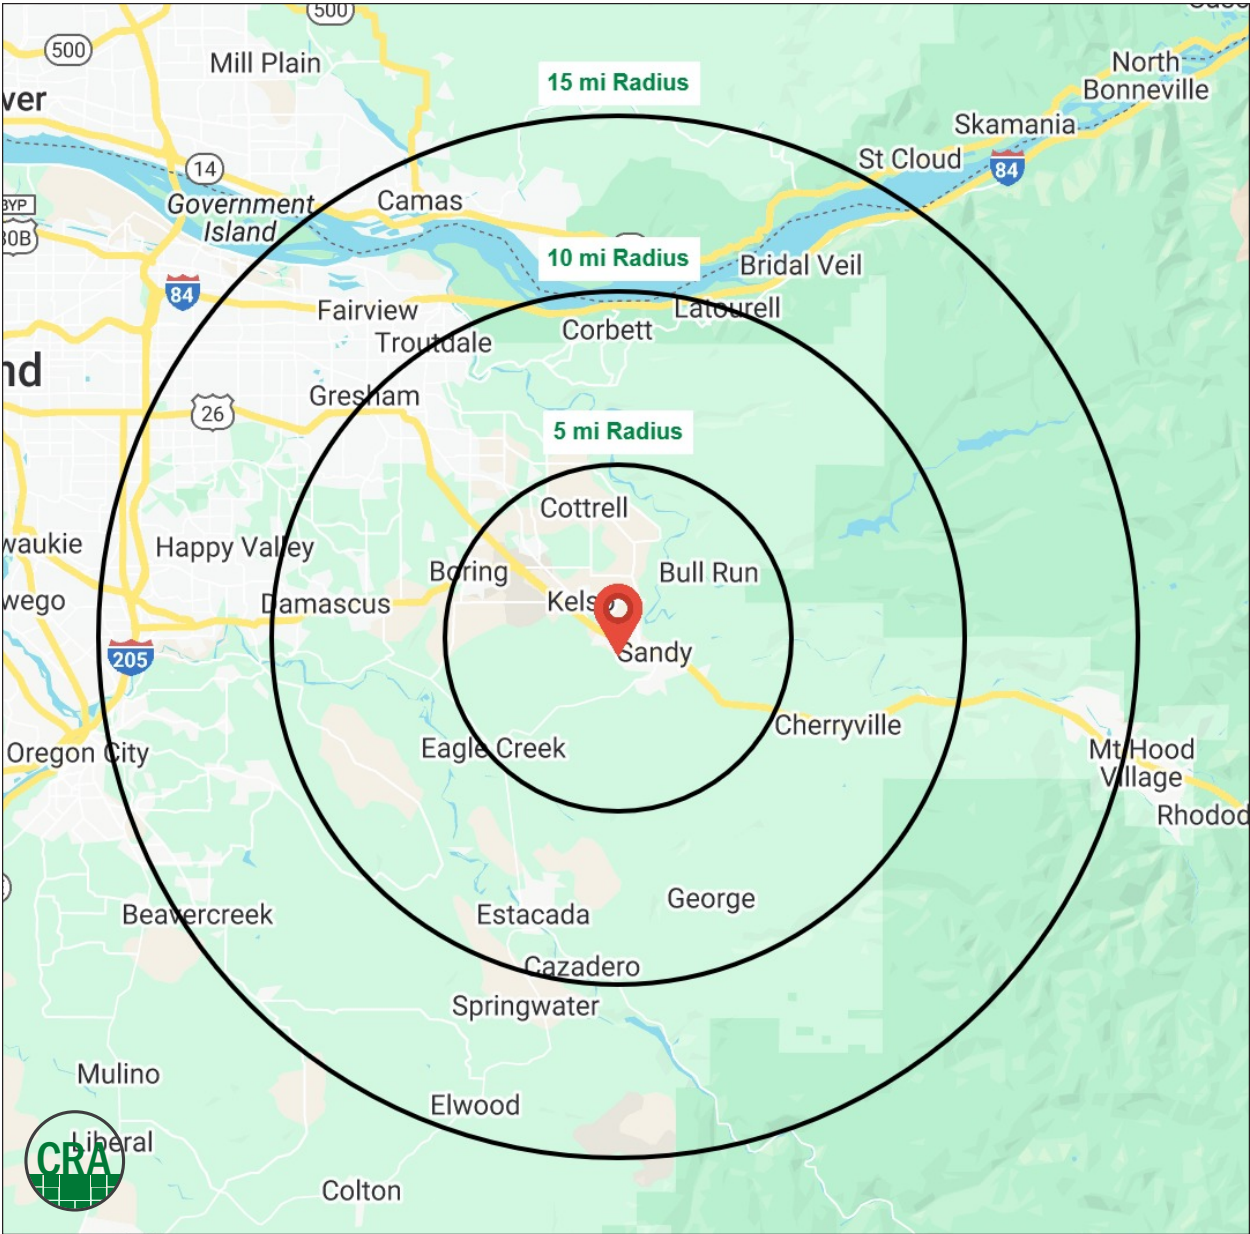 500
500
Mill Plain
North
Bonneville
15 mi Radius
ver
Skamania
St Cloud
84
14
Camas
Government
Island
BYP
30B
10 mi Radius
Bridal Veil
84
Fairview
Latourell
Corbett
Troutdale
nd
Gresham
26
5 mi Radius
Cottrell
waukie
Happy Valley
Boring
Bull Run
wego
Damascus
Kelso
Sandy
205
Cherryville
Oregon City
Eagle Creek
Mt Hood
Village
Rhodod
George
Beavercreek
Estacada
Cazadero
Springwater
Mulino
Elwood
Liberal
CRA
Colton